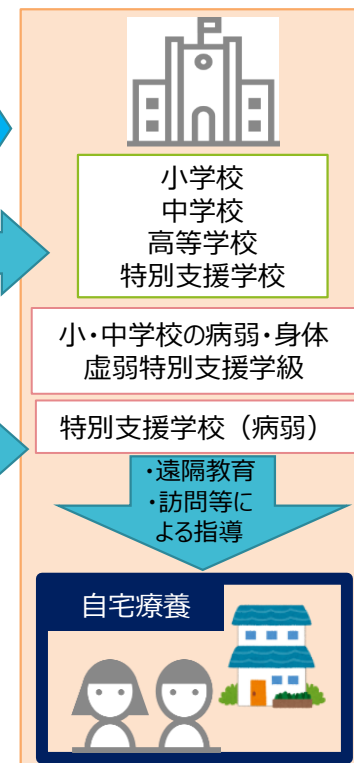 小学校
中学校
高等学校
特別支援学校
小・中学校の病弱・身体
虚弱特別支援学級
特別支援学校（病弱）
・遠隔教育
・訪問等に
よる指導
自宅療養